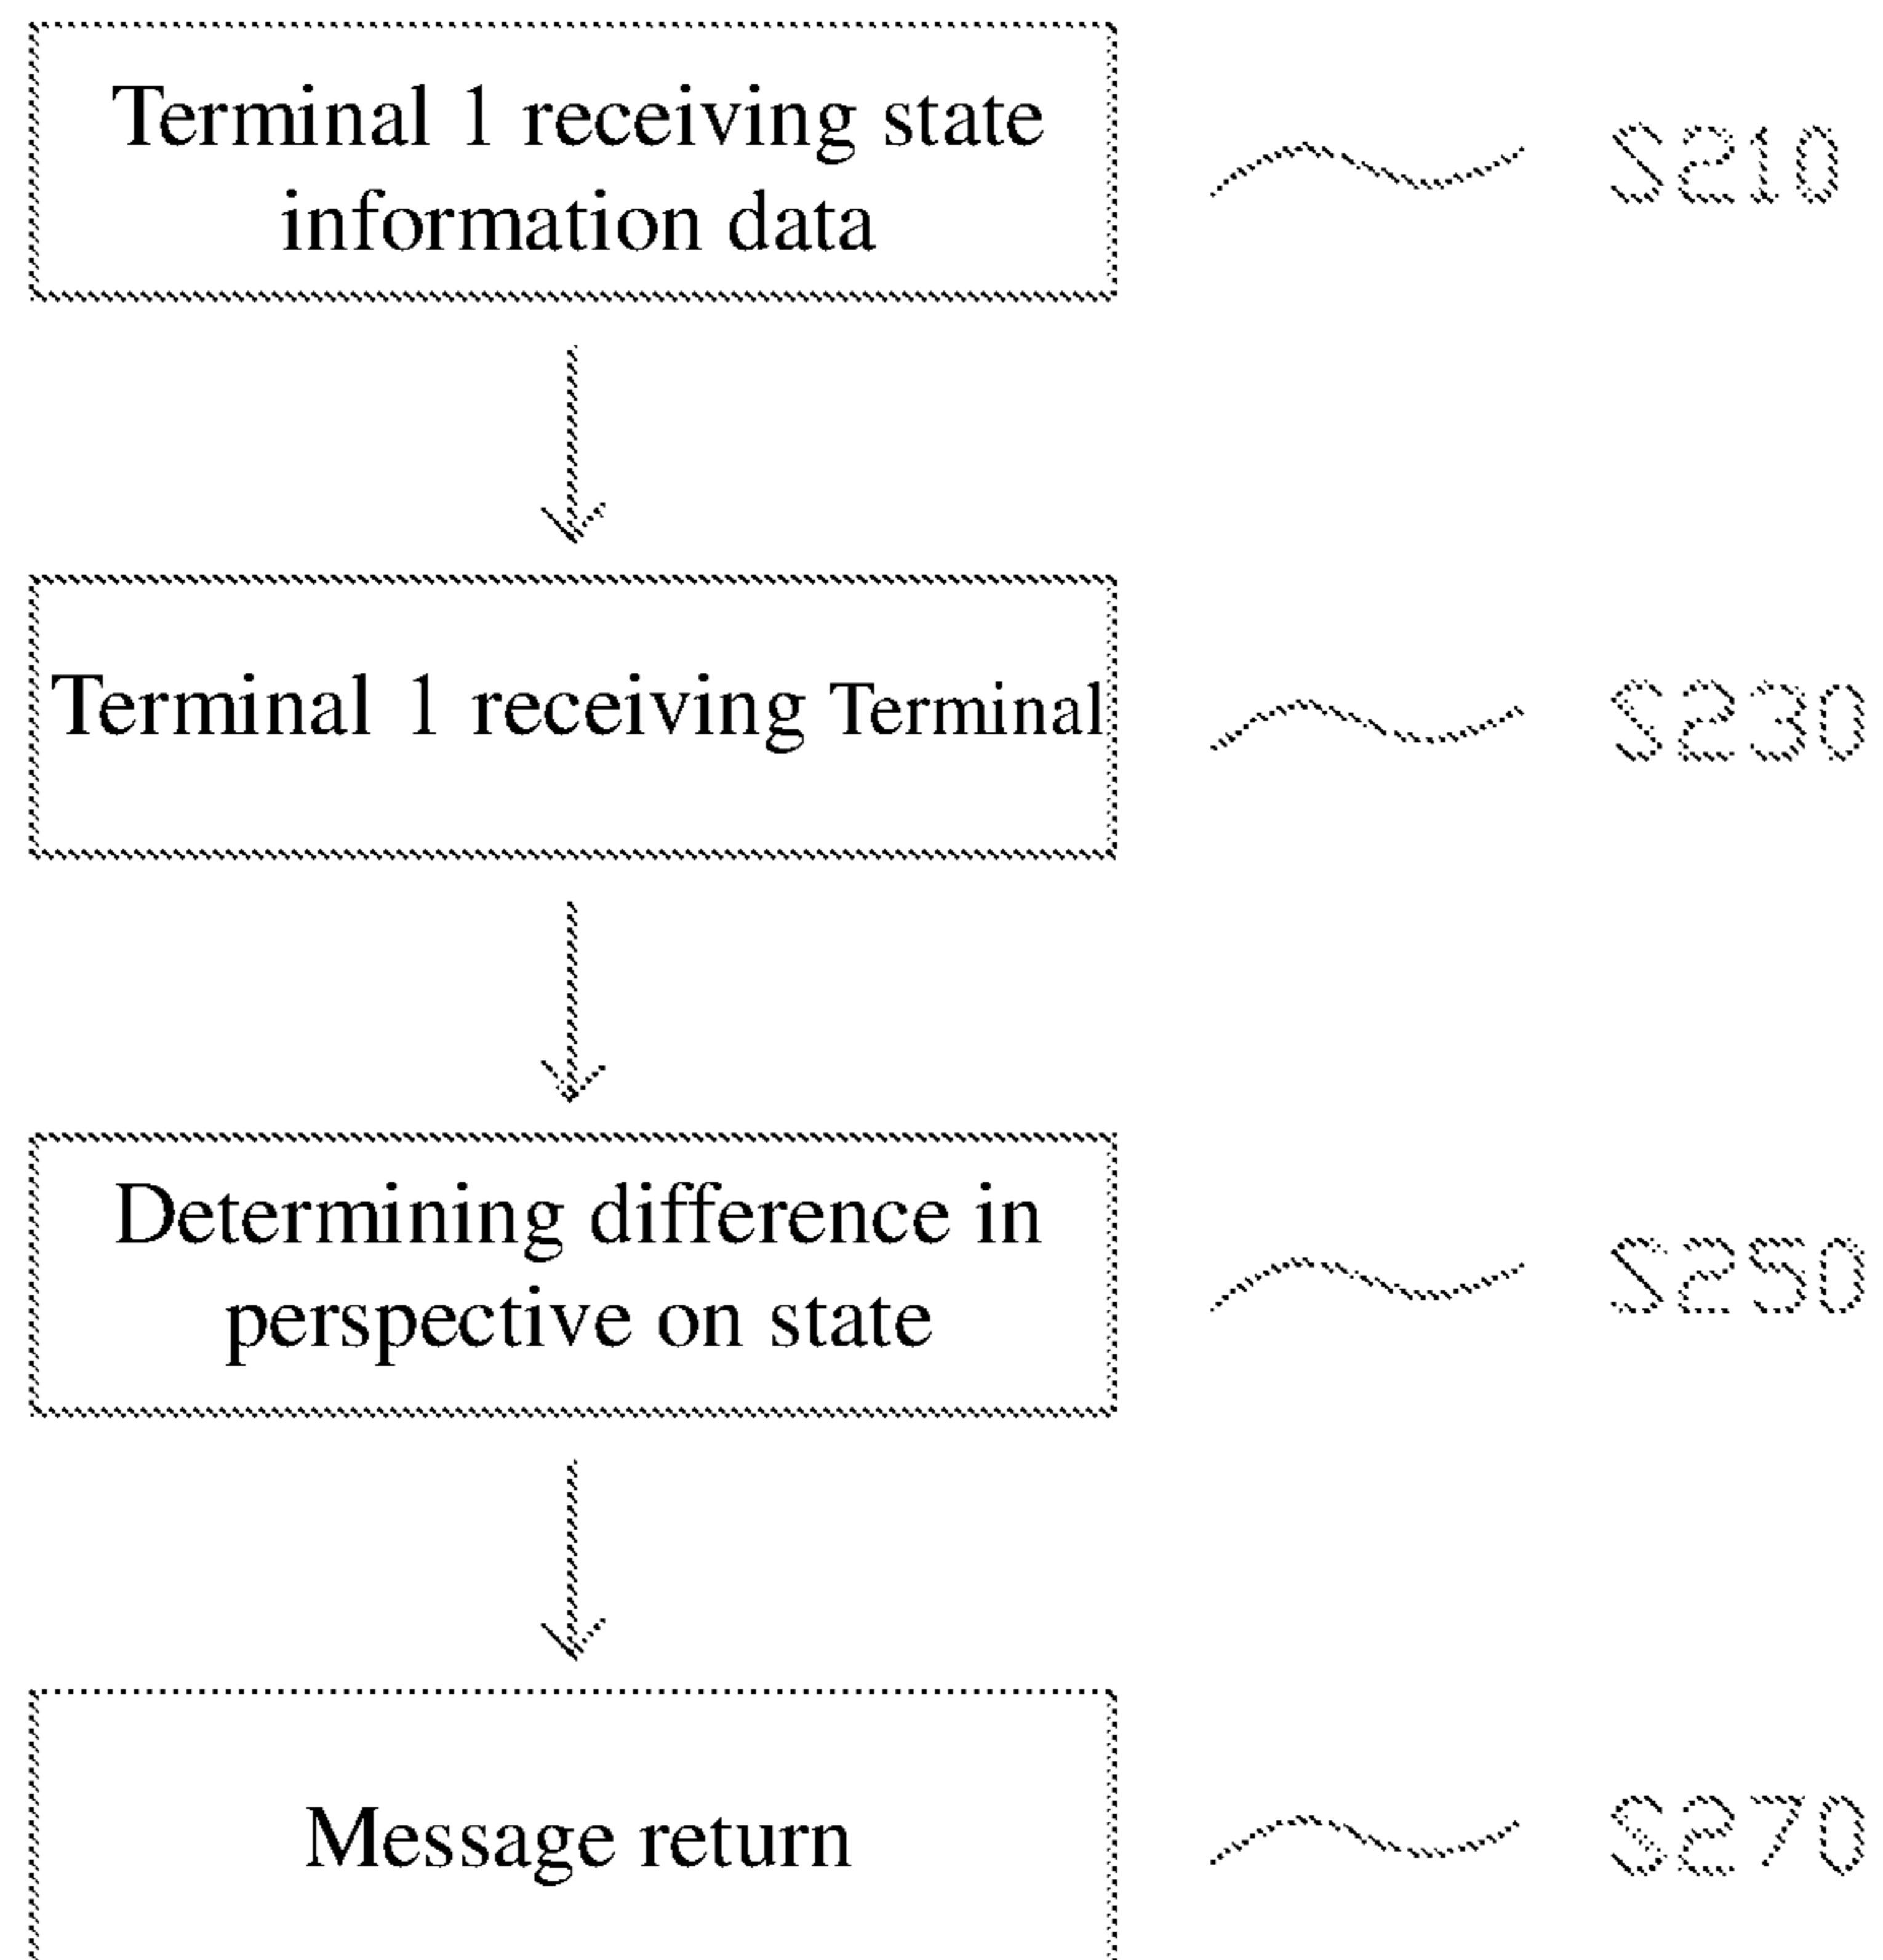 Terminal 1 receiving state
information data
S210
Terminal 1 receiving Terminal
S230
Determining difference in
perspective on state
S250
Message return
S270